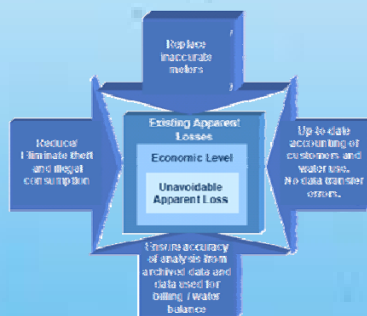 Replace
inaccurate
meters
Reduce/
Eliminate theft
and illegal
consumption
Existing Apparent
Losses
Economic Level
Unavoidable
Apparent Loss
Up-to-date
accounting of
customers and
water use.
No data transfer
errors.
Ensure accuracy
of analysis from
archived data and
data used for
billing / water
balance